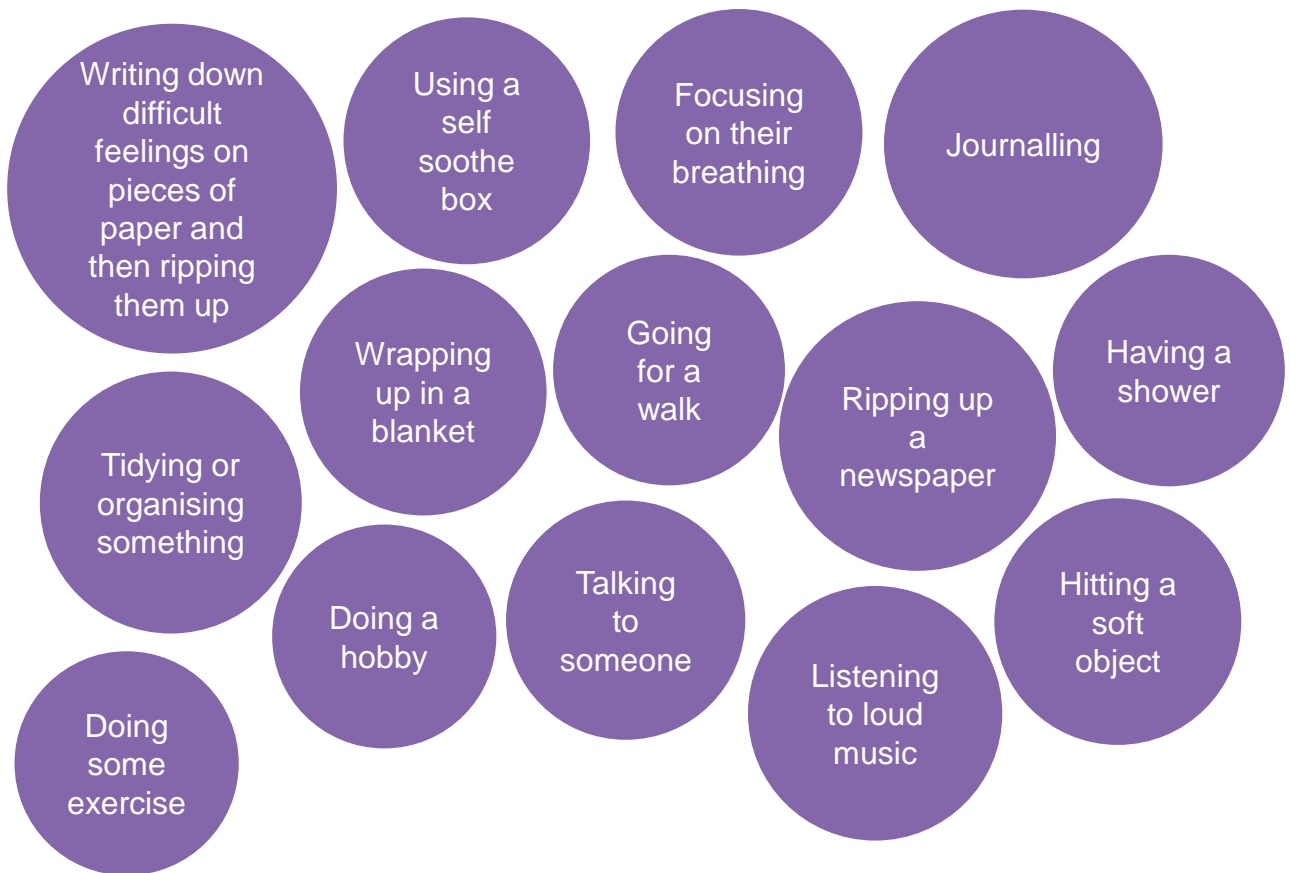 Writing down
difficult
feelings on
pieces of
paper and
then ripping
them up
Using a
self
soothe
box
Focusing
on their
breathing
Journalling
Wrapping
up in a
blanket
Going
for a
walk
Ripping up
a
newspaper
Having a
shower
Tidying or
organising
something
Doing a
hobby
Talking
to
someone
Listening
to loud
music
Hitting a
soft
object
Doing
some
exercise